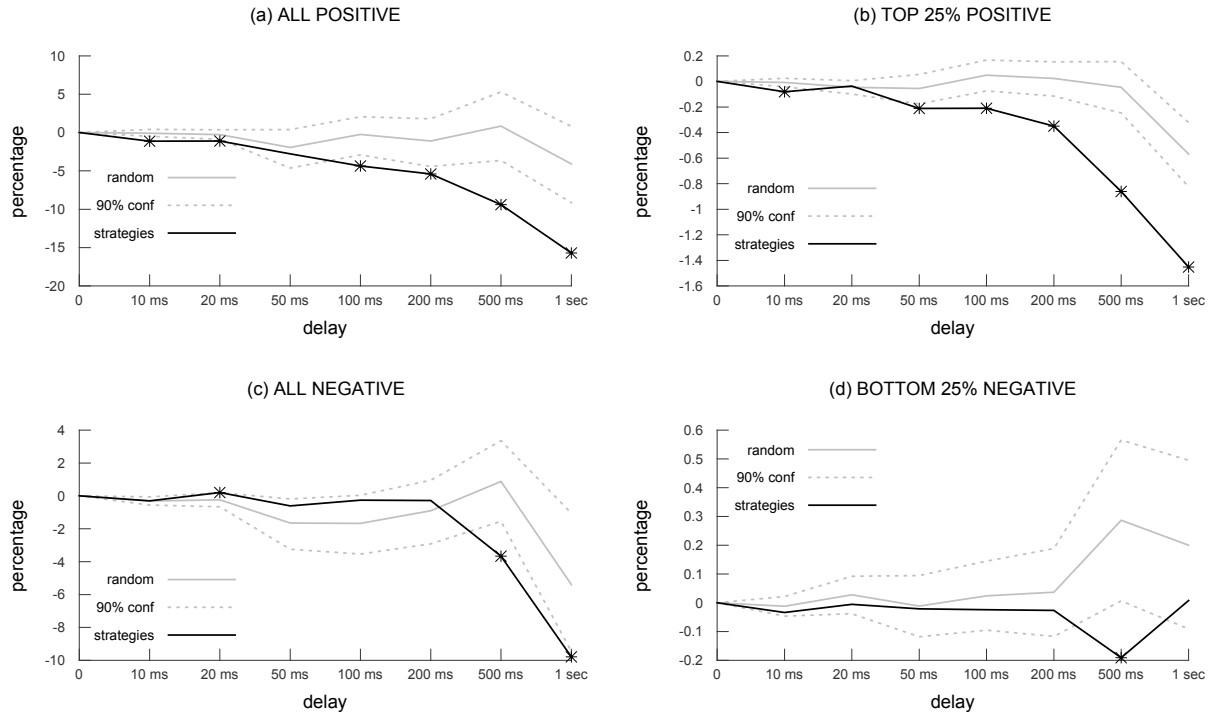 (a) ALL POSITIVE
10
5
0
-5
-10
-15
-20
percentage
random
90% conf
strategies
0 10 ms 20 ms 50 ms 100 ms 200 ms 500 ms 1 sec
delay
(b) TOP 25% POSITIVE
0.2
0
-0.2
-0.4
-0.6
-0.8
-1
-1.2
-1.4
-1.6
percentage
random
90% conf
strategies
0 10 ms 20 ms 50 ms 100 ms 200 ms 500 ms 1 sec
delay
(c) ALL NEGATIVE
4
2
0
-2
-4
-6
-8
-10
percentage
random
90% conf
strategies
0 10 ms 20 ms 50 ms 100 ms 200 ms 500 ms 1 sec
delay
(d) BOTTOM 25% NEGATIVE
0.6
0.5
0.4
0.3
0.2
0.1
0
-0.1
-0.2
percentage
random
90% conf
strategies
0 10 ms 20 ms 50 ms 100 ms 200 ms 500 ms 1 sec
delay